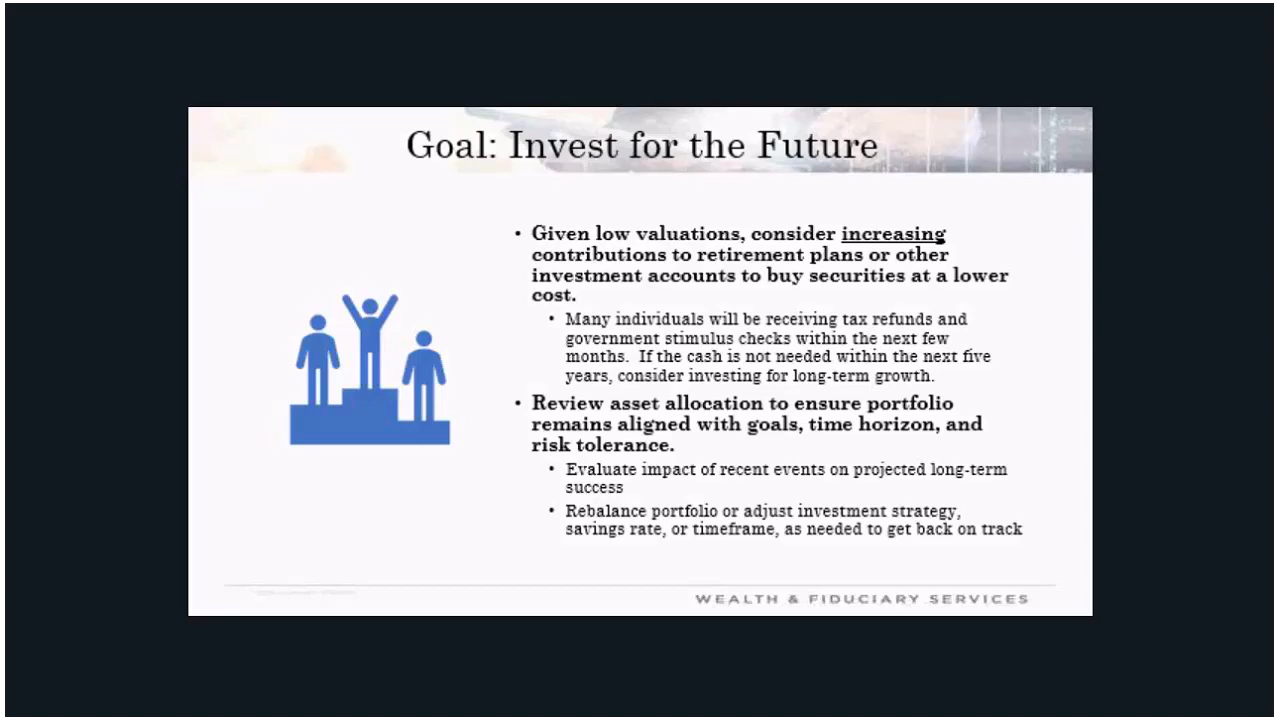 Goal: Invest for the Future
• Given low valuations, consider increasing
contributions to retirement plans or other
investment accounts to buy securities at a lower
cost.
• Many individuals will be receiving tax refunds and
government stimulus checks within the next few
months.  If the cash is not needed within the next five
years, consider investing for long-term growth.
• Review asset allocation to ensure portfolio
remains aligned with goals, time horizon, and
risk tolerance.
• Evaluate impact of recent events on projected long-term
success
• Rebalance portfolio or adjust investment strategy,
savings rate, or timeframe, as needed to get back on track
WEALTH & FIDUCIARY SERVICES